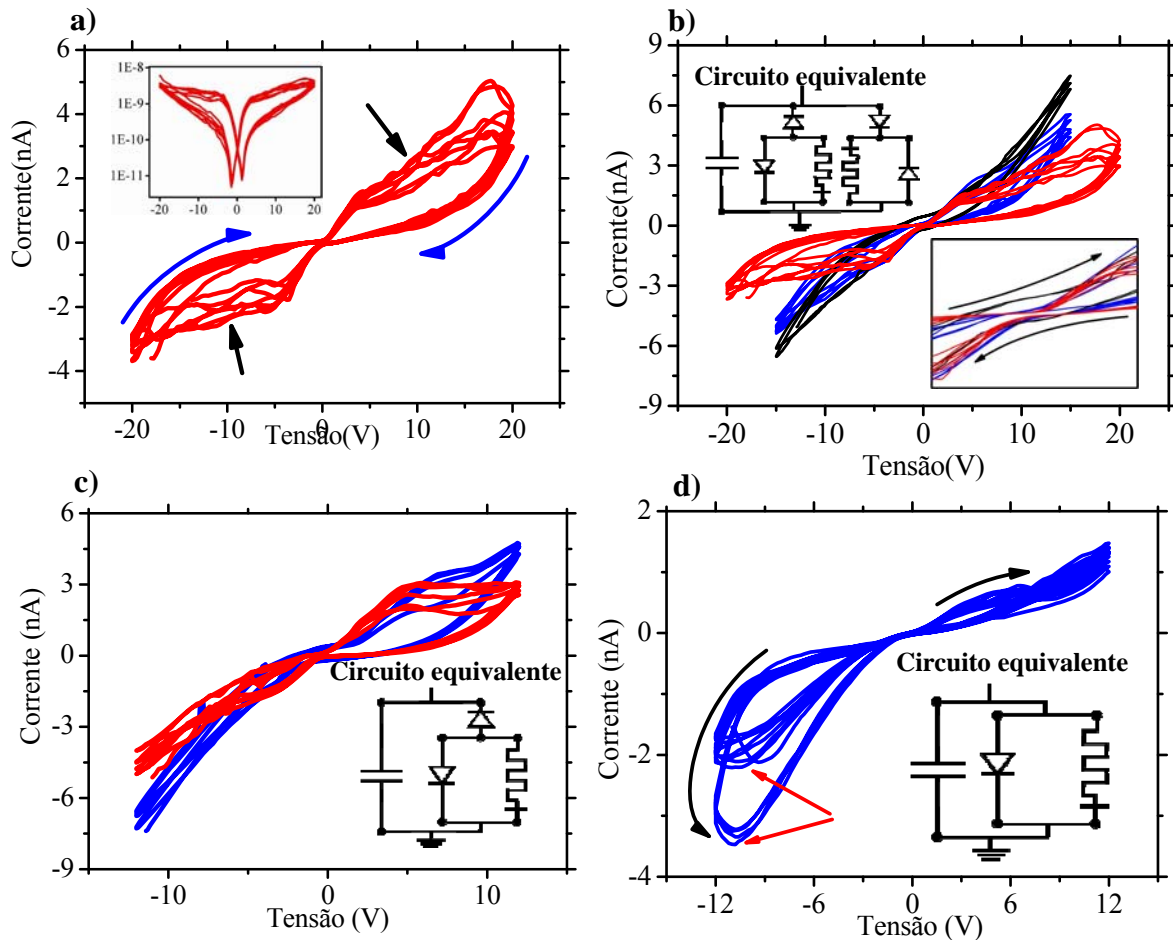 a)
6
4
2
0
-2
-4
Corrente(nA)
-20
-10
0
10
20
Tensão(V)
1E-8
1E-9
1E-10
1E-11
-20
-10
0
10
20
b)
9
6
3
0
-3
-6
-9
Corrente(nA)
Circuito equivalente
-20
-10
0
10
20
Tensão(V)
c)
6
3
0
-3
-6
-9
Corrente (nA)
Circuito equivalente
-10
0
10
Tensão (V)
d)
2
0
-2
-4
Corrente (nA)
Circuito equivalente
-12
-6
0
6
12
Tensão (V)